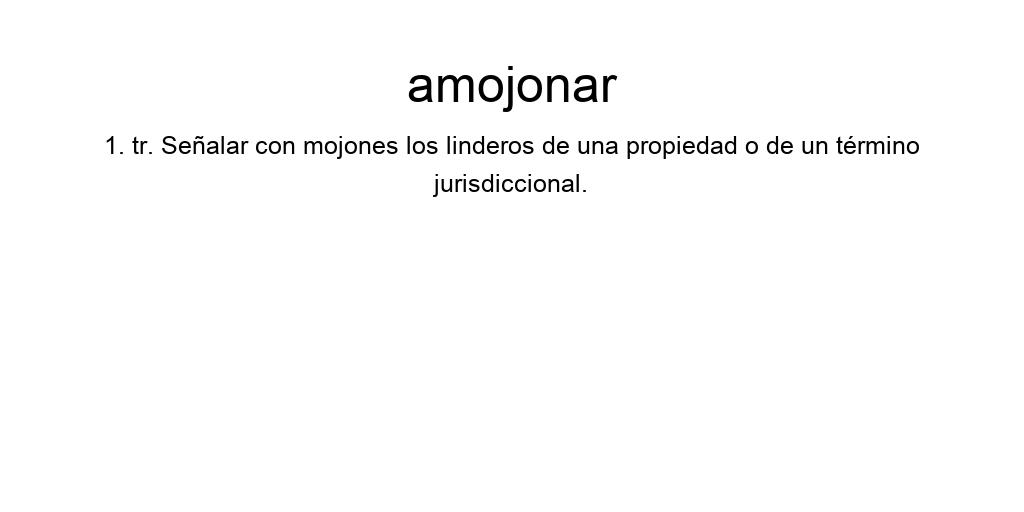 amojonar
1. tr. Señalar con mojones los linderos de una propiedad o de un término
jurisdiccional.